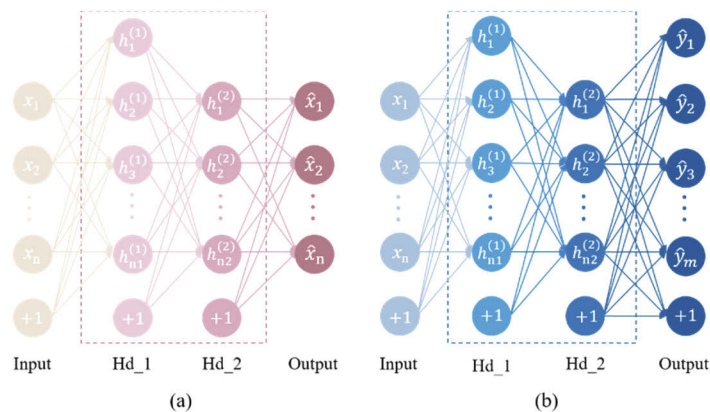 h₁⁽¹⁾
x₁ h₂⁽¹⁾ h₁⁽²⁾ x̂₁
x₂ h₃⁽¹⁾ h₂⁽²⁾ x̂₂
xₙ hₙ₁⁽¹⁾ hₙ₂⁽²⁾ x̂ₙ
+1 +1 +1
Input Hd_1 Hd_2 Output
(a)
h₁⁽¹⁾ ŷ₁
x₁ h₂⁽¹⁾ h₁⁽²⁾ ŷ₂
x₂ h₃⁽¹⁾ h₂⁽²⁾ ŷ₃
xₙ hₙ₁⁽¹⁾ hₙ₂⁽²⁾ ŷₘ
+1 +1 +1 +1
Input Hd_1 Hd_2 Output
(b)